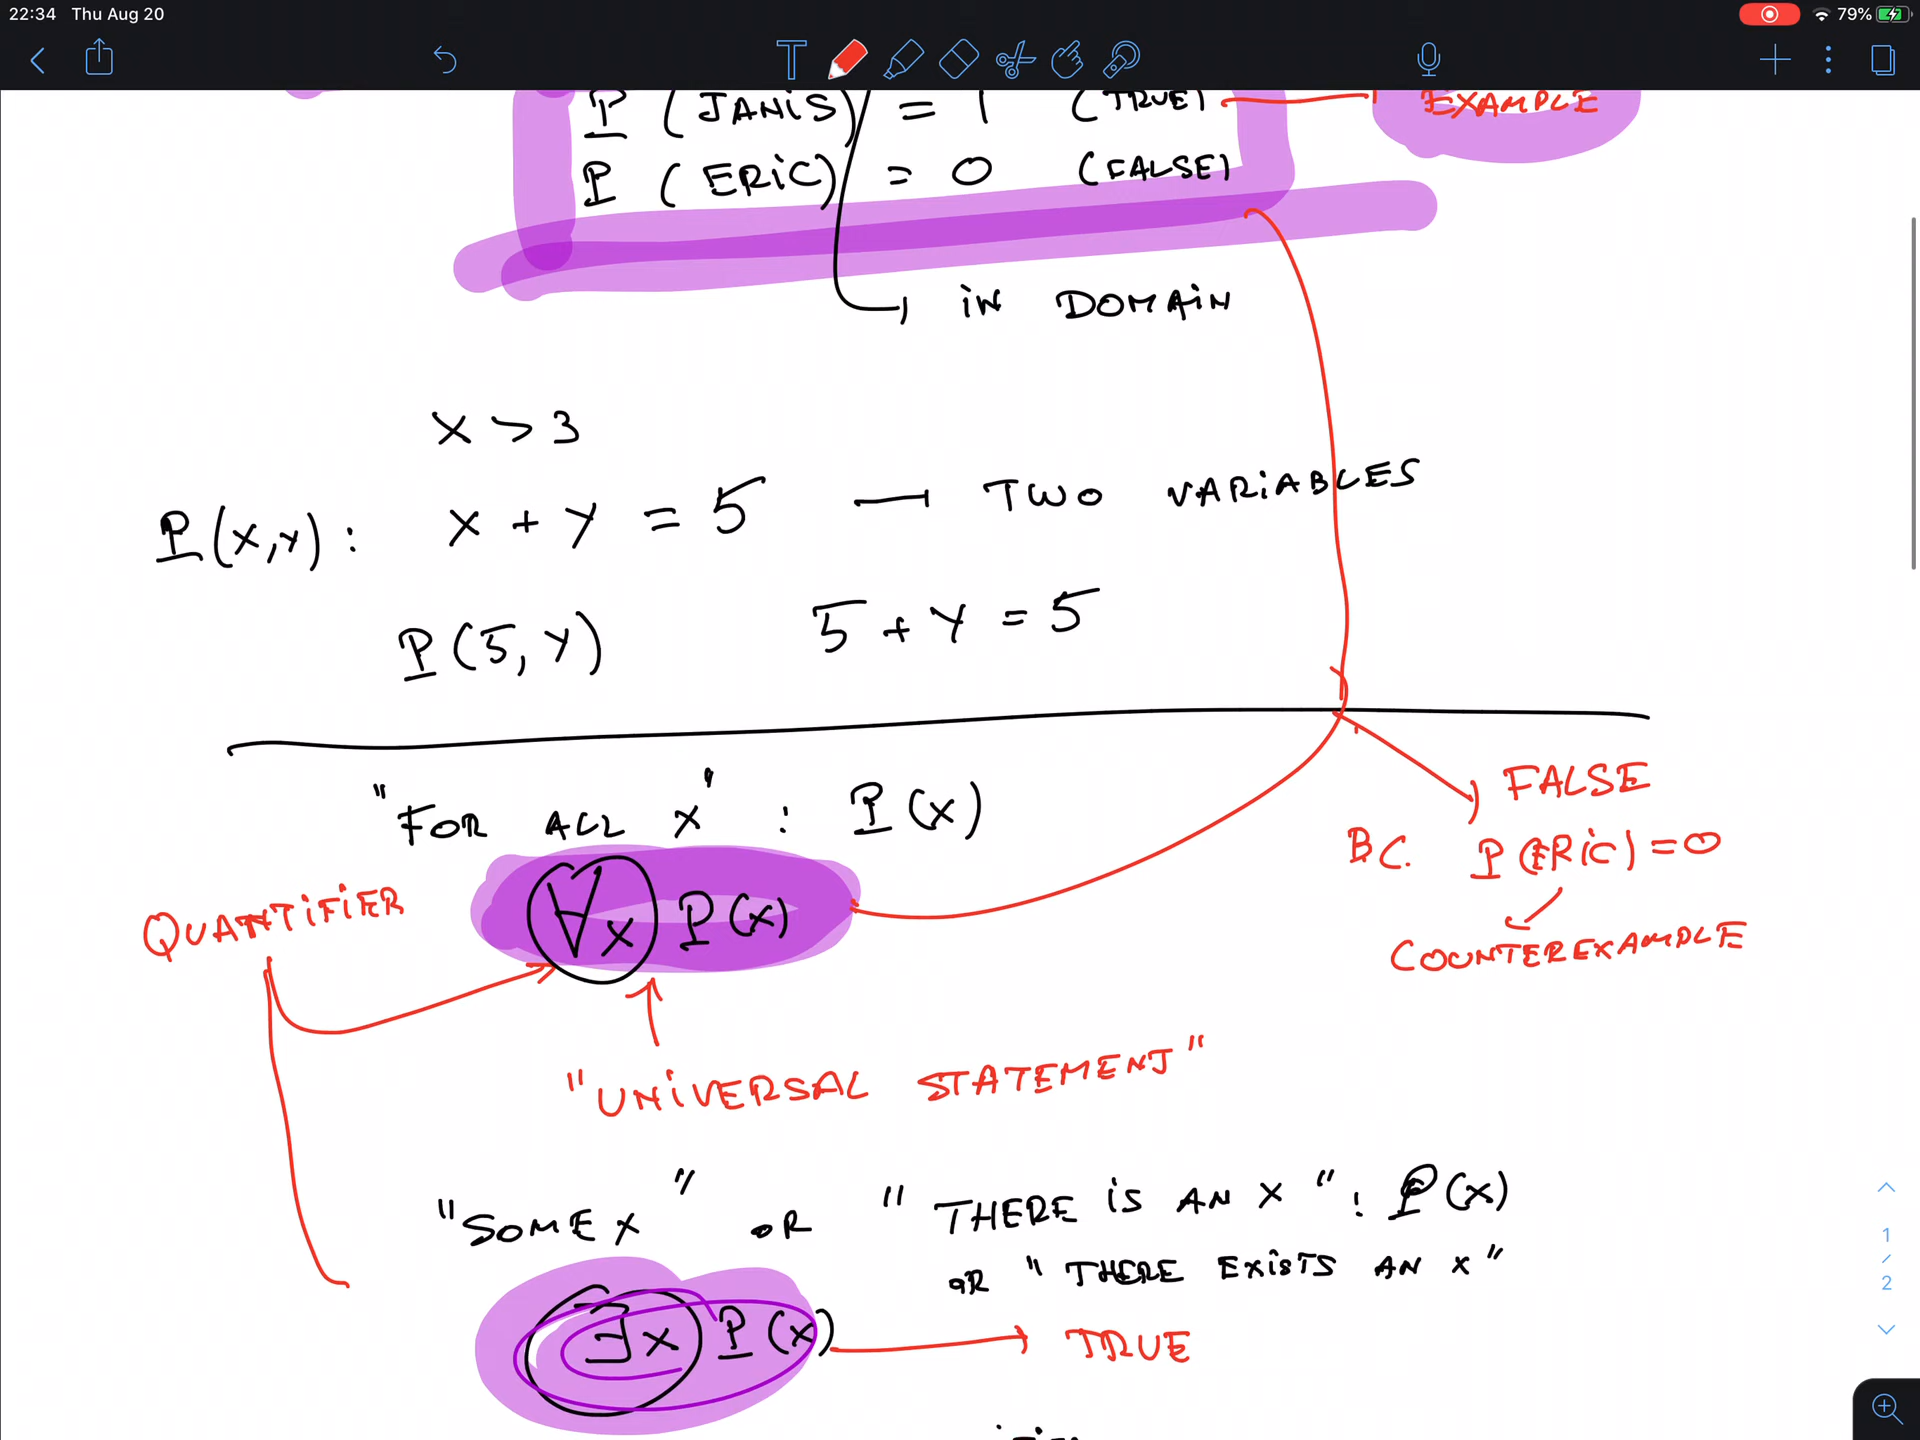 22:34 Thu Aug 20 79%
P (JANIS) = 1 (TRUE) EXAMPLE
P (ERIC) = 0 (FALSE)
IN DOMAIN
X > 3
P(X,Y): X + Y = 5 TWO VARIABLES
P(5, Y) 5 + Y = 5
"FOR ALL X" : P(X)
FALSE
B C. P(ERIC) = 0
QUANTIFIER ∀x P(X)
COUNTEREXAMPLE
"UNIVERSAL STATEMENT"
"SOME X" OR "THERE IS AN X" : P(X)
OR "THERE EXISTS AN X"
∃X P(X) TRUE
1
/
2